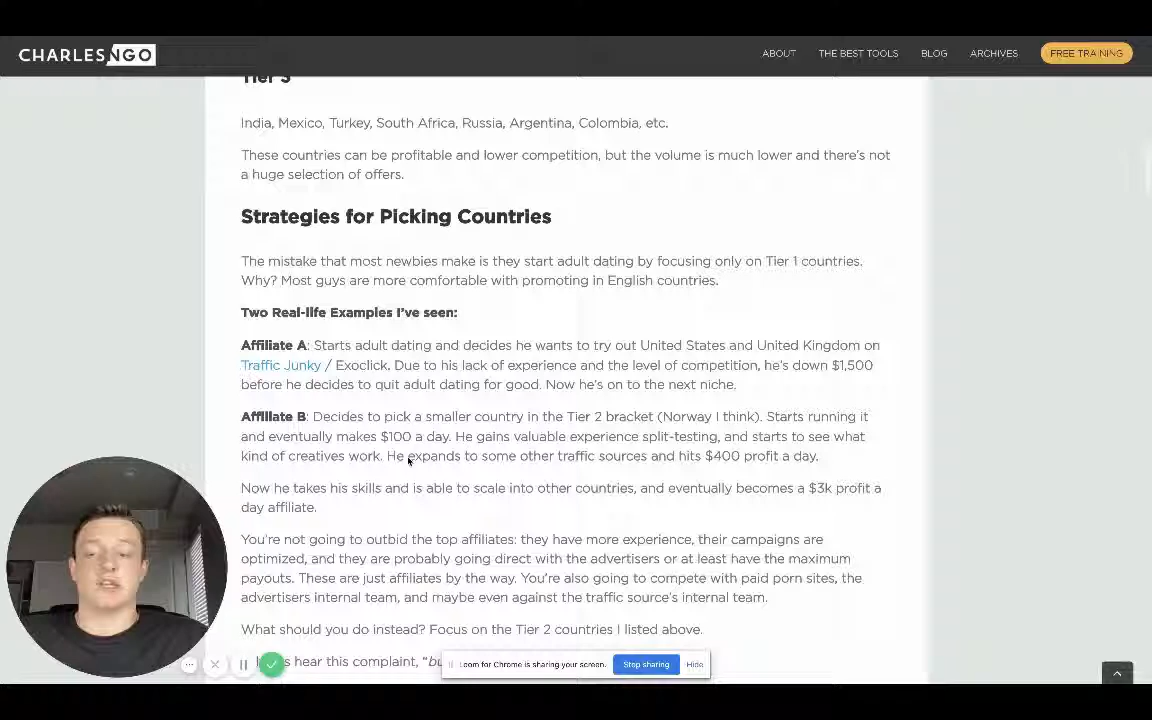 CHARLES NGO
ABOUT
THE BEST TOOLS
BLOG
ARCHIVES
FREE TRAINING
Tier 3
India, Mexico, Turkey, South Africa, Russia, Argentina, Colombia, etc.
These countries can be profitable and lower competition, but the volume is much lower and there's not
a huge selection of offers.
Strategies for Picking Countries
The mistake that most newbies make is they start adult dating by focusing only on Tier 1 countries.
Why? Most guys are more comfortable with promoting in English countries.
Two Real-life Examples I've seen:
Affiliate A: Starts adult dating and decides he wants to try out United States and United Kingdom on
Traffic Junky / Exoclick. Due to his lack of experience and the level of competition, he's down $1,500
before he decides to quit adult dating for good. Now he's on to the next niche.
Affiliate B: Decides to pick a smaller country in the Tier 2 bracket (Norway I think). Starts running it
and eventually makes $100 a day. He gains valuable experience split-testing, and starts to see what
kind of creatives work. He expands to some other traffic sources and hits $400 profit a day.
Now he takes his skills and is able to scale into other countries, and eventually becomes a $3k profit a
day affiliate.
You're not going to outbid the top affiliates: they have more experience, their campaigns are
optimized, and they are probably going direct with the advertisers or at least have the maximum
payouts. These are just affiliates by the way. You're also going to compete with paid porn sites, the
advertisers internal team, and maybe even against the traffic source's internal team.
What should you do instead? Focus on the Tier 2 countries I listed above.
hear this complaint, "bu
oom for Chrome is sharing your screen.
Stop sharing
Hide